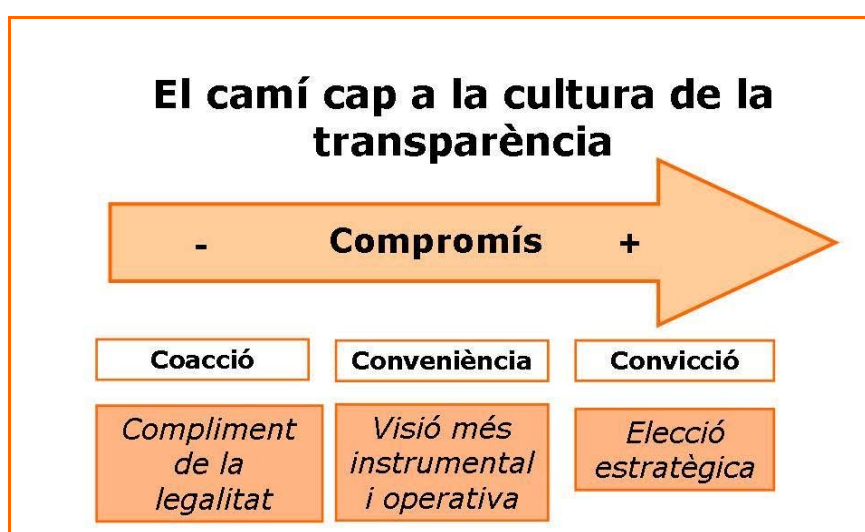 El camí cap a la cultura de la
transparència
- Compromís +
Coacció
Conveniència
Convicció
Compliment
de la
legalitat
Visió més
instrumental
i operativa
Elecció
estratègica